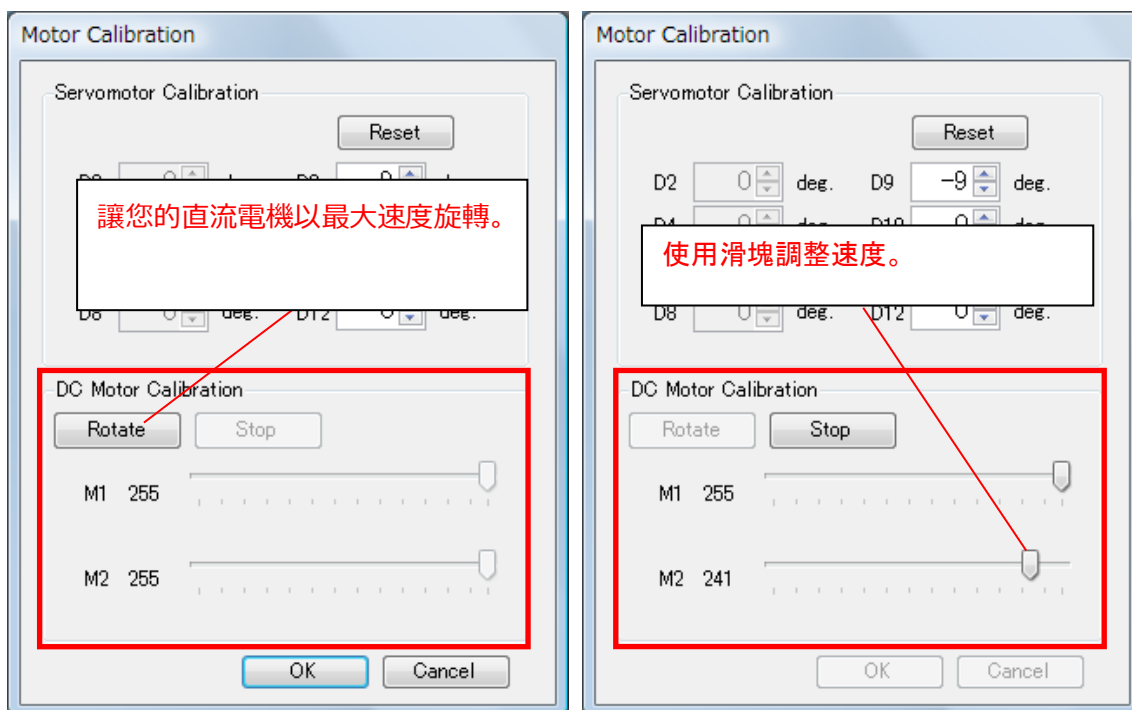 Motor Calibration
Servomotor Calibration
Reset
讓您的直流電機以最大速度旋轉。
D8 0 deg. D12 0 deg.
DC Motor Calibration
Rotate Stop
M1 255
M2 255
OK Cancel
Motor Calibration
Servomotor Calibration
Reset
D2 0 deg. D9 -9 deg.
使用滑塊調整速度。
D8 0 deg. D12 0 deg.
DC Motor Calibration
Rotate Stop
M1 255
M2 241
OK Cancel